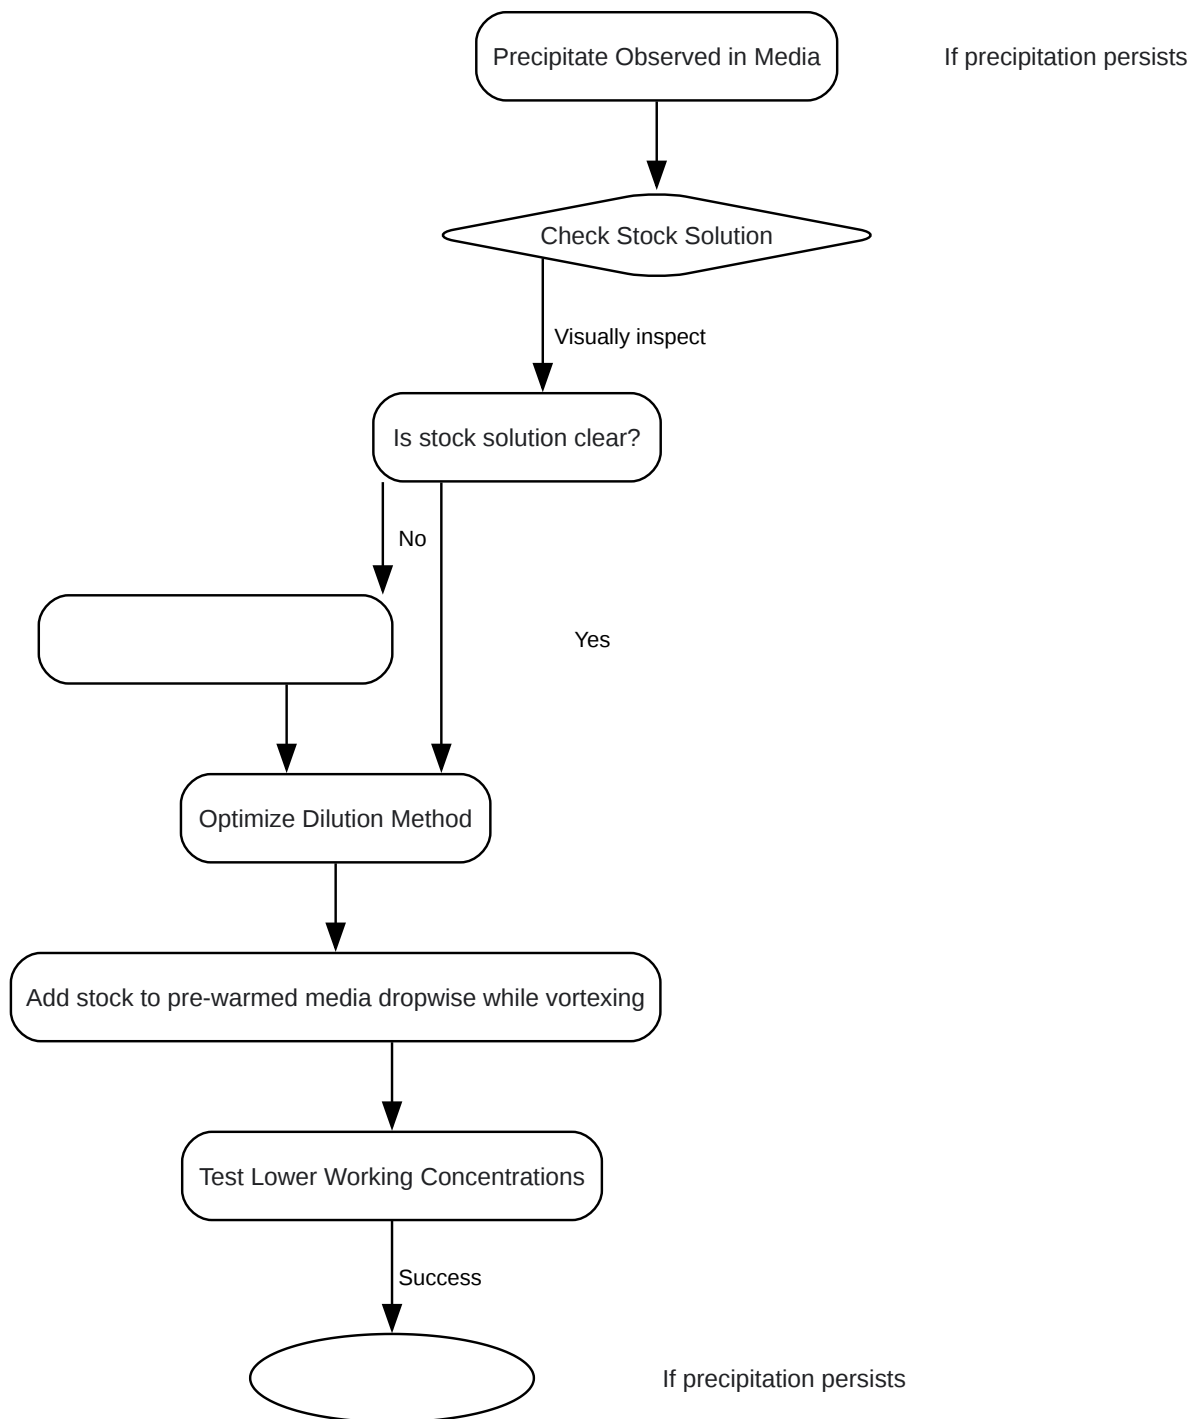 Precipitate Observed in Media
If precipitation persists
Check Stock Solution
Visually inspect
Is stock solution clear?
No
Yes
Optimize Dilution Method
Add stock to pre-warmed media dropwise while vortexing
Test Lower Working Concentrations
Success
If precipitation persists